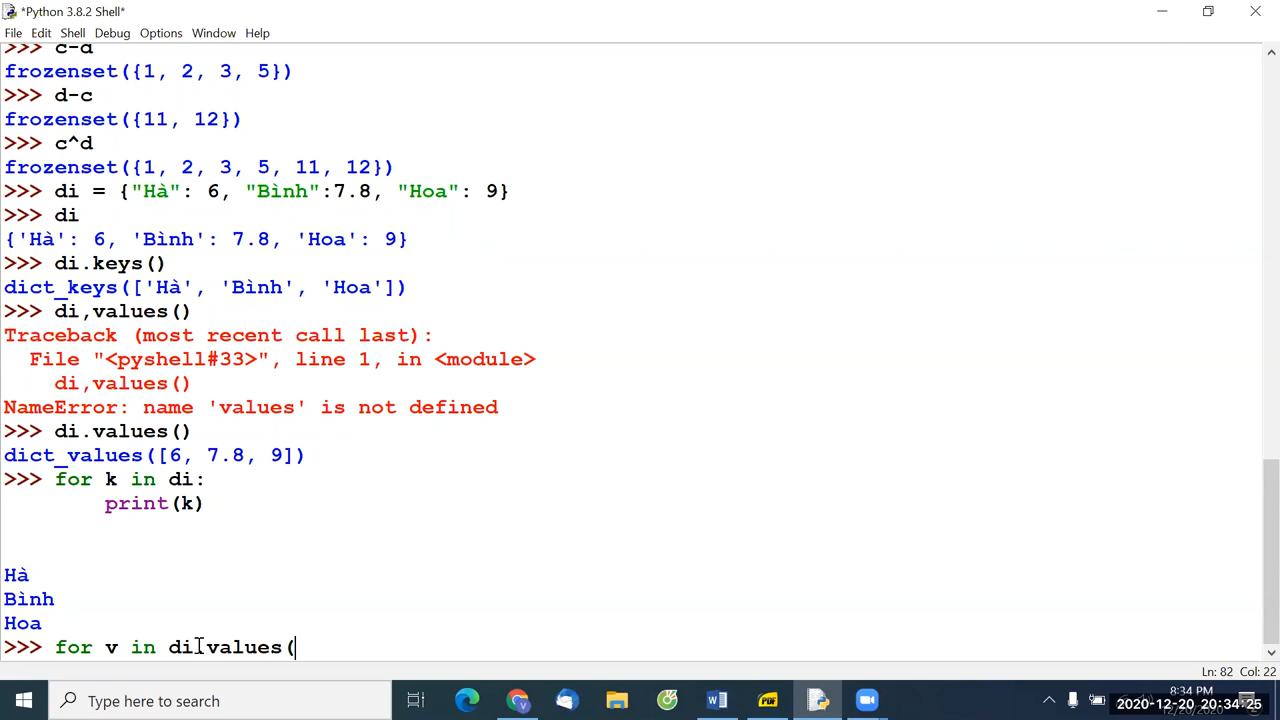 *Python 3.8.2 Shell*
File Edit Shell Debug Options Window Help
>>> c-d
frozenset({1, 2, 3, 5})
>>> d-c
frozenset({11, 12})
>>> c^d
frozenset({1, 2, 3, 5, 11, 12})
>>> di = {"Hà": 6, "Bình":7.8, "Hoa": 9}
>>> di
{'Hà': 6, 'Bình': 7.8, 'Hoa': 9}
>>> di.keys()
dict_keys(['Hà', 'Bình', 'Hoa'])
>>> di,values()
Traceback (most recent call last):
  File "<pyshell#33>", line 1, in <module>
    di,values()
NameError: name 'values' is not defined
>>> di.values()
dict_values([6, 7.8, 9])
>>> for k in di:
        print(k)
Hà
Bình
Hoa
>>> for v in di.values(
Ln: 82 Col: 22
Type here to search
8:34 PM
2020-12-20 20:34:25